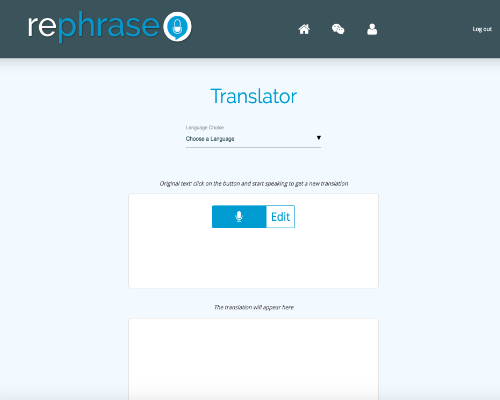 rephrase
Log out
Translator
Language Choice
Choose a Language
Original text: click on the button and start speaking to get a new translation
Edit
The translation will appear here